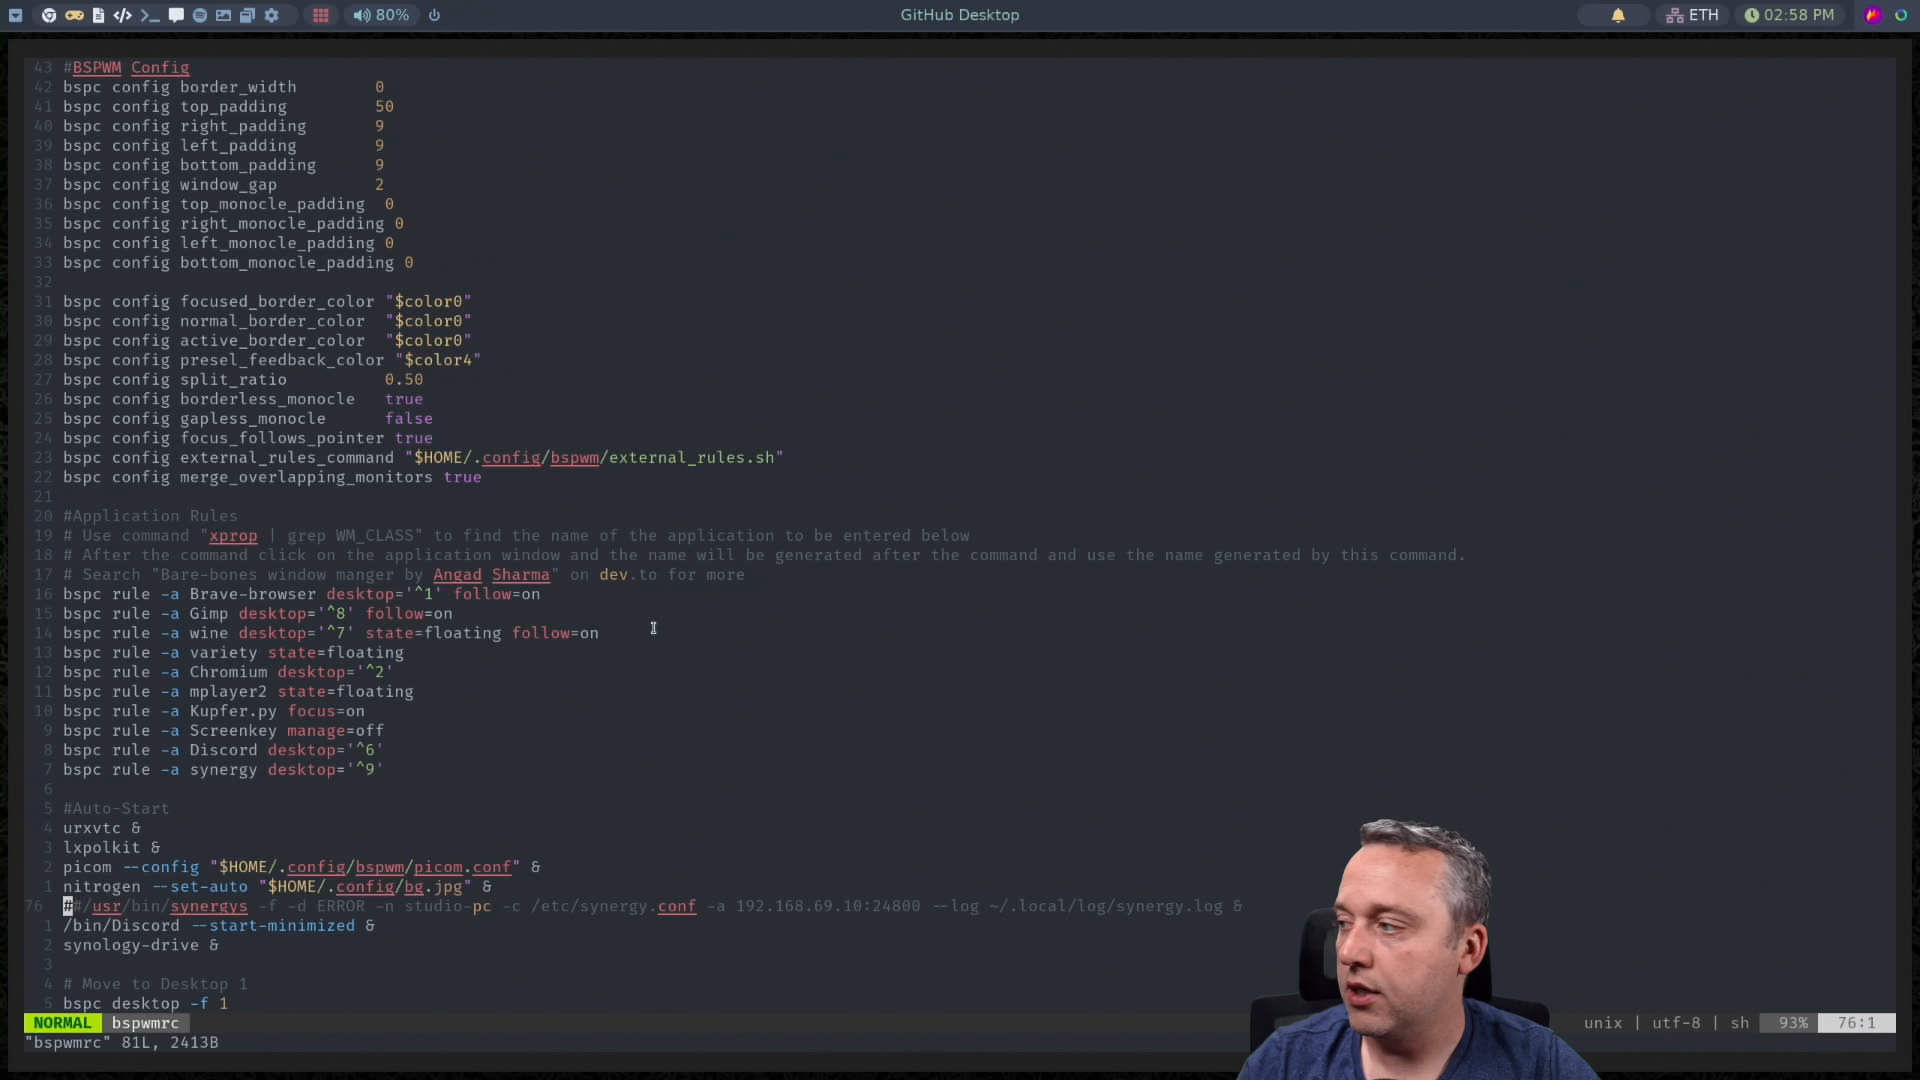 80%
GitHub Desktop
ETH
02:58 PM
43 #BSPWM Config
42 bspc config border_width 0
41 bspc config top_padding 50
40 bspc config right_padding 9
39 bspc config left_padding 9
38 bspc config bottom_padding 9
37 bspc config window_gap 2
36 bspc config top_monocle_padding 0
35 bspc config right_monocle_padding 0
34 bspc config left_monocle_padding 0
33 bspc config bottom_monocle_padding 0
32
31 bspc config focused_border_color "$color0"
30 bspc config normal_border_color "$color0"
29 bspc config active_border_color "$color0"
28 bspc config presel_feedback_color "$color4"
27 bspc config split_ratio 0.50
26 bspc config borderless_monocle true
25 bspc config gapless_monocle false
24 bspc config focus_follows_pointer true
23 bspc config external_rules_command "$HOME/.config/bspwm/external_rules.sh"
22 bspc config merge_overlapping_monitors true
21
20 #Application Rules
19 # Use command "xprop | grep WM_CLASS" to find the name of the application to be entered below
18 # After the command click on the application window and the name will be generated after the command and use the name generated by this command.
17 # Search "Bare-bones window manger by Angad Sharma" on dev.to for more
16 bspc rule -a Brave-browser desktop='^1' follow=on
15 bspc rule -a Gimp desktop='^8' follow=on
14 bspc rule -a wine desktop='^7' state=floating follow=on
13 bspc rule -a variety state=floating
12 bspc rule -a Chromium desktop='^2'
11 bspc rule -a mplayer2 state=floating
10 bspc rule -a Kupfer.py focus=on
9 bspc rule -a Screenkey manage=off
8 bspc rule -a Discord desktop='^6'
7 bspc rule -a synergy desktop='^9'
6
5 #Auto-Start
4 urxvtc &
3 lxpolkit &
2 picom --config "$HOME/.config/bspwm/picom.conf" &
1 nitrogen --set-auto "$HOME/.config/bg.jpg" &
76 ##/usr/bin/synergys -f -d ERROR -n studio-pc -c /etc/synergy.conf -a 192.168.69.10:24800 --log ~/.local/log/synergy.log &
1 /bin/Discord --start-minimized &
2 synology-drive &
3
4 # Move to Desktop 1
5 bspc desktop -f 1
NORMAL bspwmrc unix | utf-8 | sh 93% 76:1
"bspwmrc" 81L, 2413B